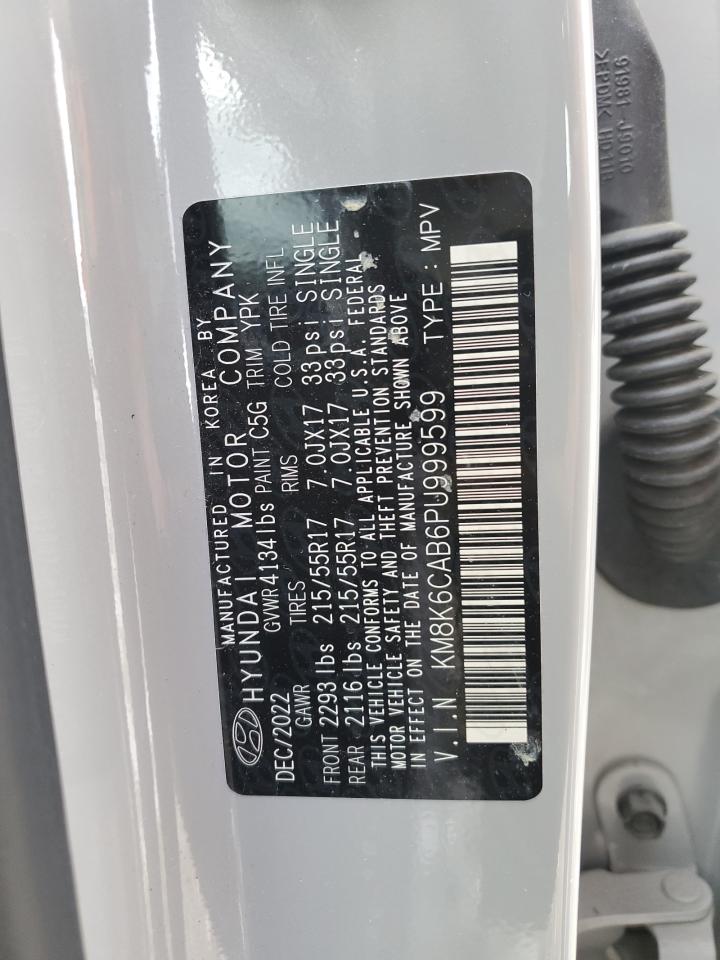 MANUFACTURED IN KOREA BY
HYUNDAI MOTOR COMPANY
DEC/2022 GVWR 4134 lbs PAINT C5G TRIM YPK
GAWR TIRES RIMS COLD TIRE INFL
FRONT 2293 lbs 215/55R17 7.0JX17 33psi SINGLE
REAR 2116 lbs 215/55R17 7.0JX17 33psi SINGLE
THIS VEHICLE CONFORMS TO ALL APPLICABLE U.S.A. FEDERAL
MOTOR VEHICLE SAFETY AND THEFT PREVENTION STANDARDS
IN EFFECT ON THE DATE OF MANUFACTURE SHOWN ABOVE
V.I.N KM8K6CAB6PU999599 TYPE : MPV
91981-J9010